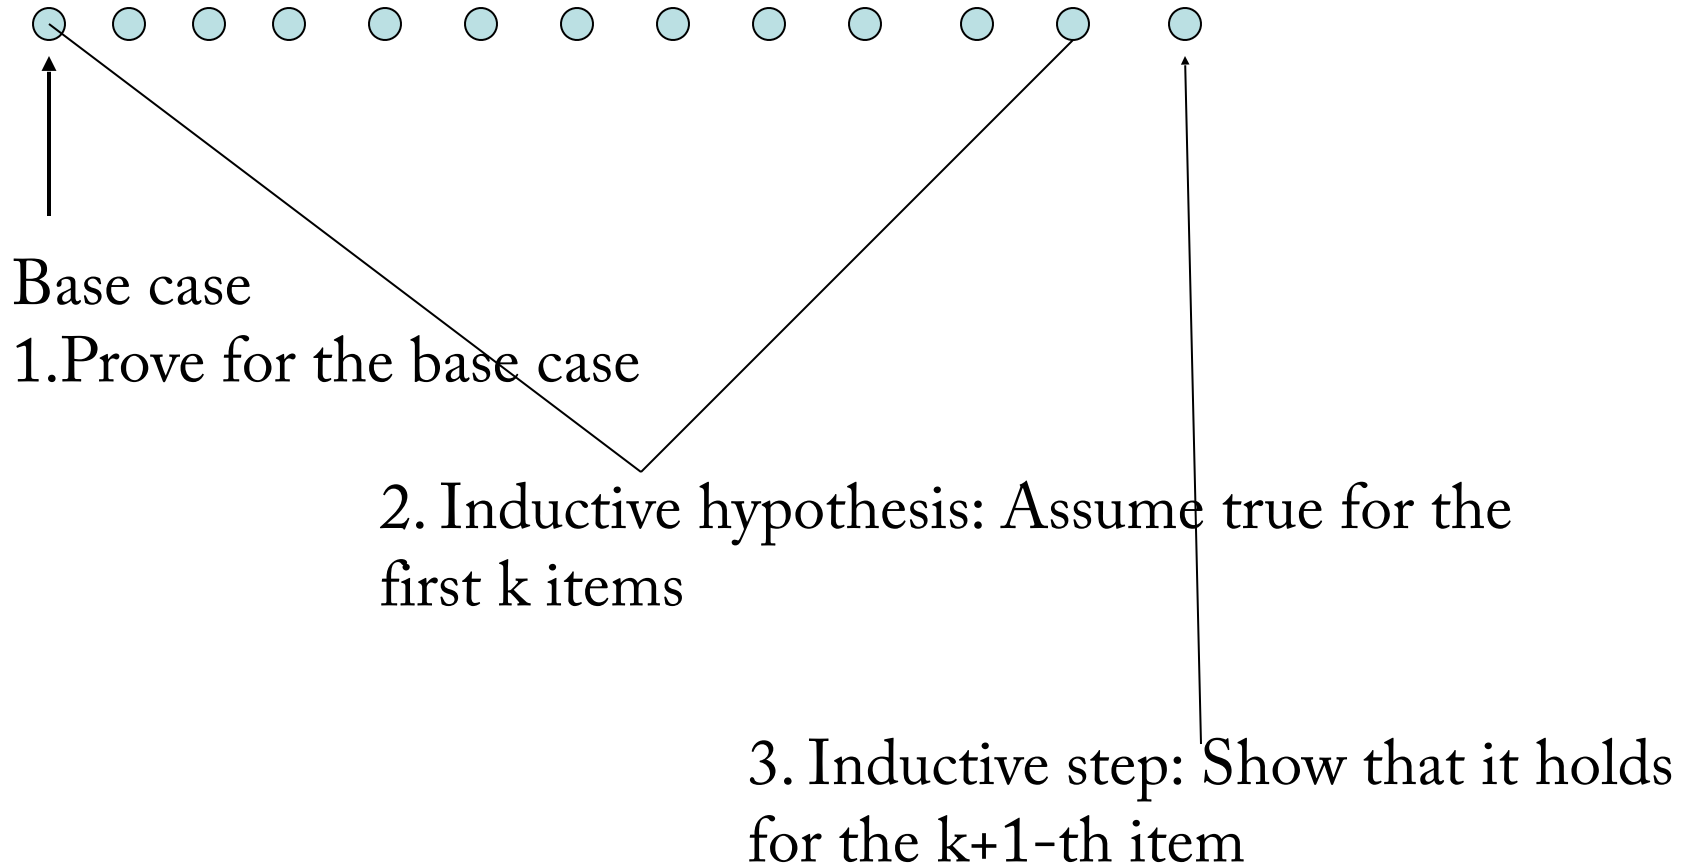 Base case
1.Prove for the base case
2. Inductive hypothesis: Assume true for the
first k items
3. Inductive step: Show that it holds
for the k+1-th item